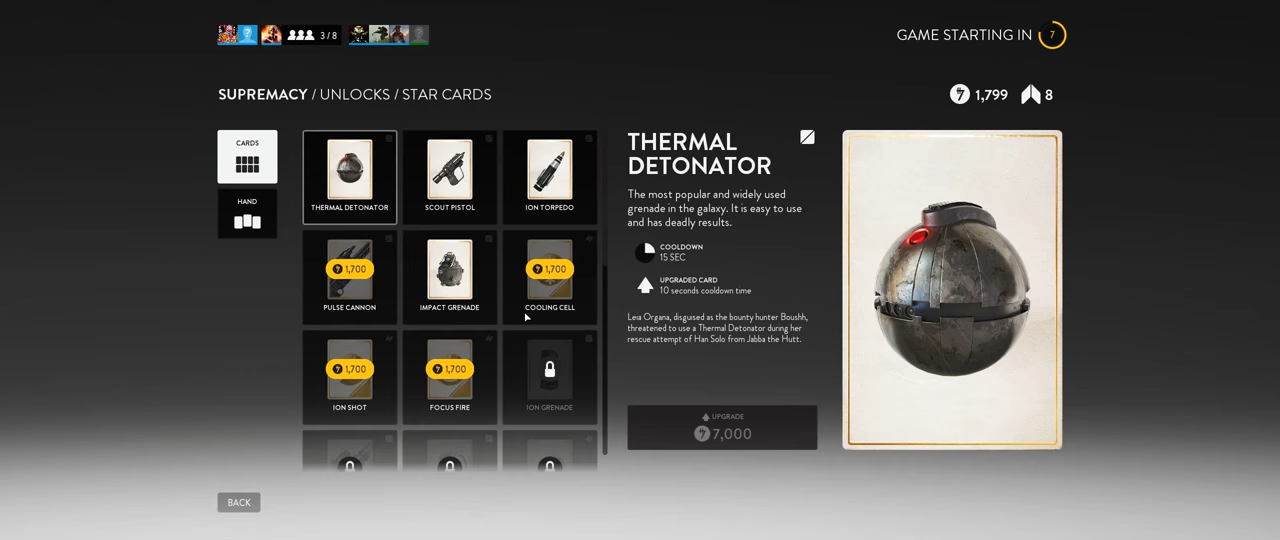 3 / 8
GAME STARTING IN 7
SUPREMACY / UNLOCKS / STAR CARDS
1,799
8
CARDS
HAND
THERMAL DETONATOR
SCOUT PISTOL
ION TORPEDO
1,700
PULSE CANNON
IMPACT GRENADE
1,700
COOLING CELL
1,700
ION SHOT
1,700
FOCUS FIRE
ION GRENADE
THERMAL
DETONATOR
The most popular and widely used
grenade in the galaxy. It is easy to use
and has deadly results.
COOLDOWN
15 SEC
UPGRADED CARD
10 seconds cooldown time
Leia Organa, disguised as the bounty hunter Boushh,
threatened to use a Thermal Detonator during her
rescue attempt of Han Solo from Jabba the Hutt.
UPGRADE
7,000
BACK